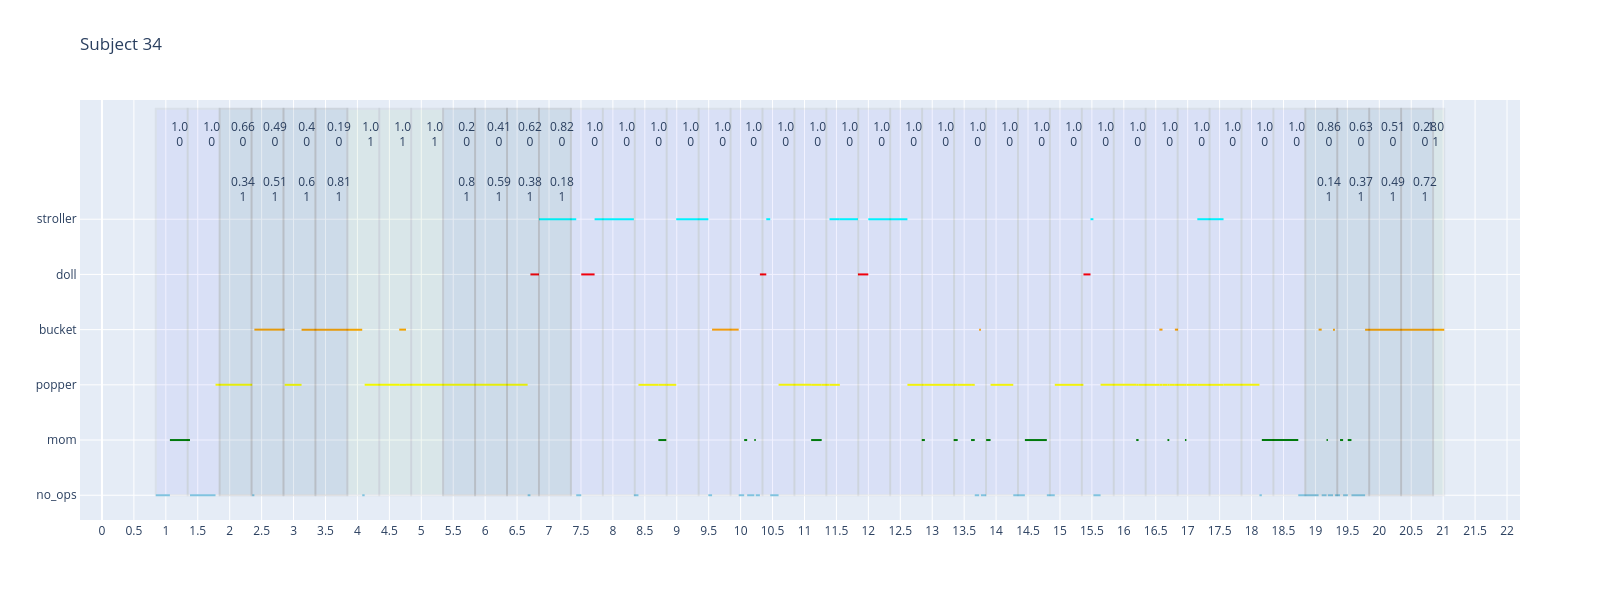 Subject 34
1.0 1.0 0.66 0.49 0.4 0.19 1.0 1.0 1.0 0.2 0.41 0.62 0.82 1.0 1.0 1.0 1.0 1.0 1.0 1.0 1.0 1.0 1.0 1.0 1.0 1.0 1.0 1.0 1.0 1.0 1.0 1.0 1.0 1.0 1.0 1.0 0.86 0.63 0.51 0.28 1.0
0 0 0 0 0 0 1 1 1 0 0 0 0 0 0 0 0 0 0 0 0 0 0 0 0 0 0 0 0 0 0 0 0 0 0 0 0 0 0 0 1
0.34 0.51 0.6 0.81 0.8 0.59 0.38 0.18 0.14 0.37 0.49 0.72
1 1 1 1 1 1 1 1 1 1 1 1
stroller
doll
bucket
popper
mom
no_ops
0 0.5 1 1.5 2 2.5 3 3.5 4 4.5 5 5.5 6 6.5 7 7.5 8 8.5 9 9.5 10 10.5 11 11.5 12 12.5 13 13.5 14 14.5 15 15.5 16 16.5 17 17.5 18 18.5 19 19.5 20 20.5 21 21.5 22